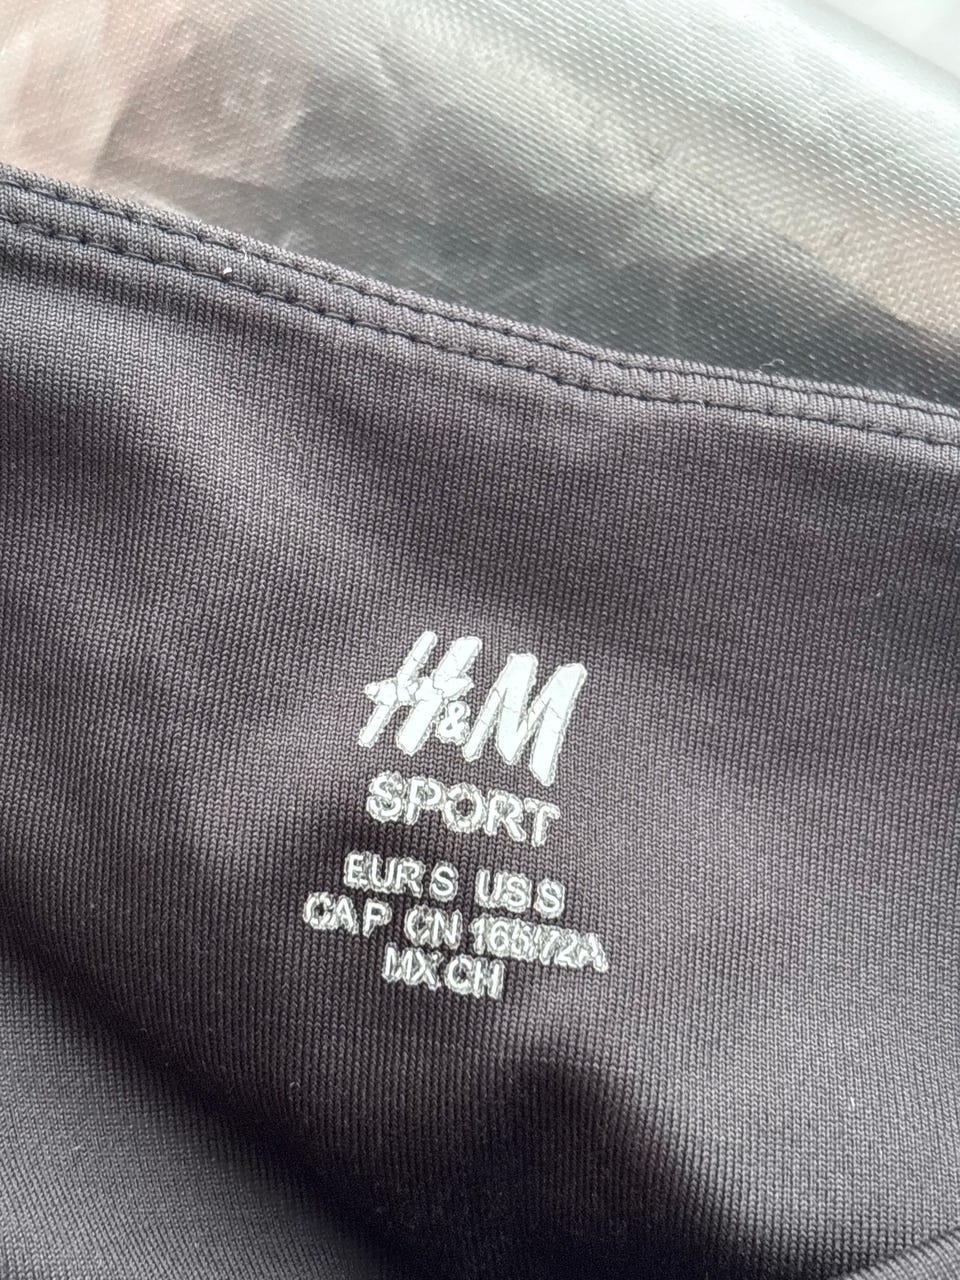 H&M
SPORT
EUR S US S
CA P CN 165/72A
MX CH